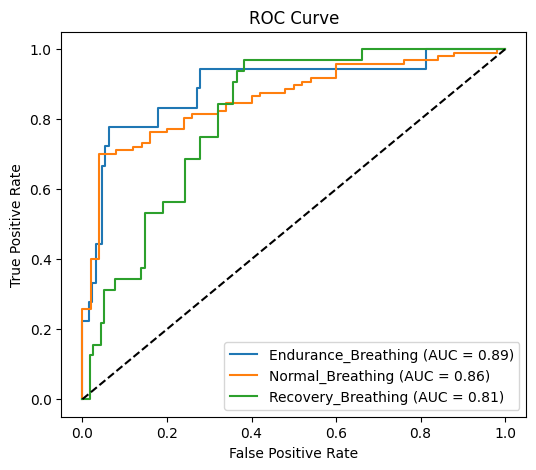 ROC Curve
True Positive Rate
1.0
0.8
0.6
0.4
0.2
0.0
Endurance_Breathing (AUC = 0.89)
Normal_Breathing (AUC = 0.86)
Recovery_Breathing (AUC = 0.81)
0.0 0.2 0.4 0.6 0.8 1.0
False Positive Rate